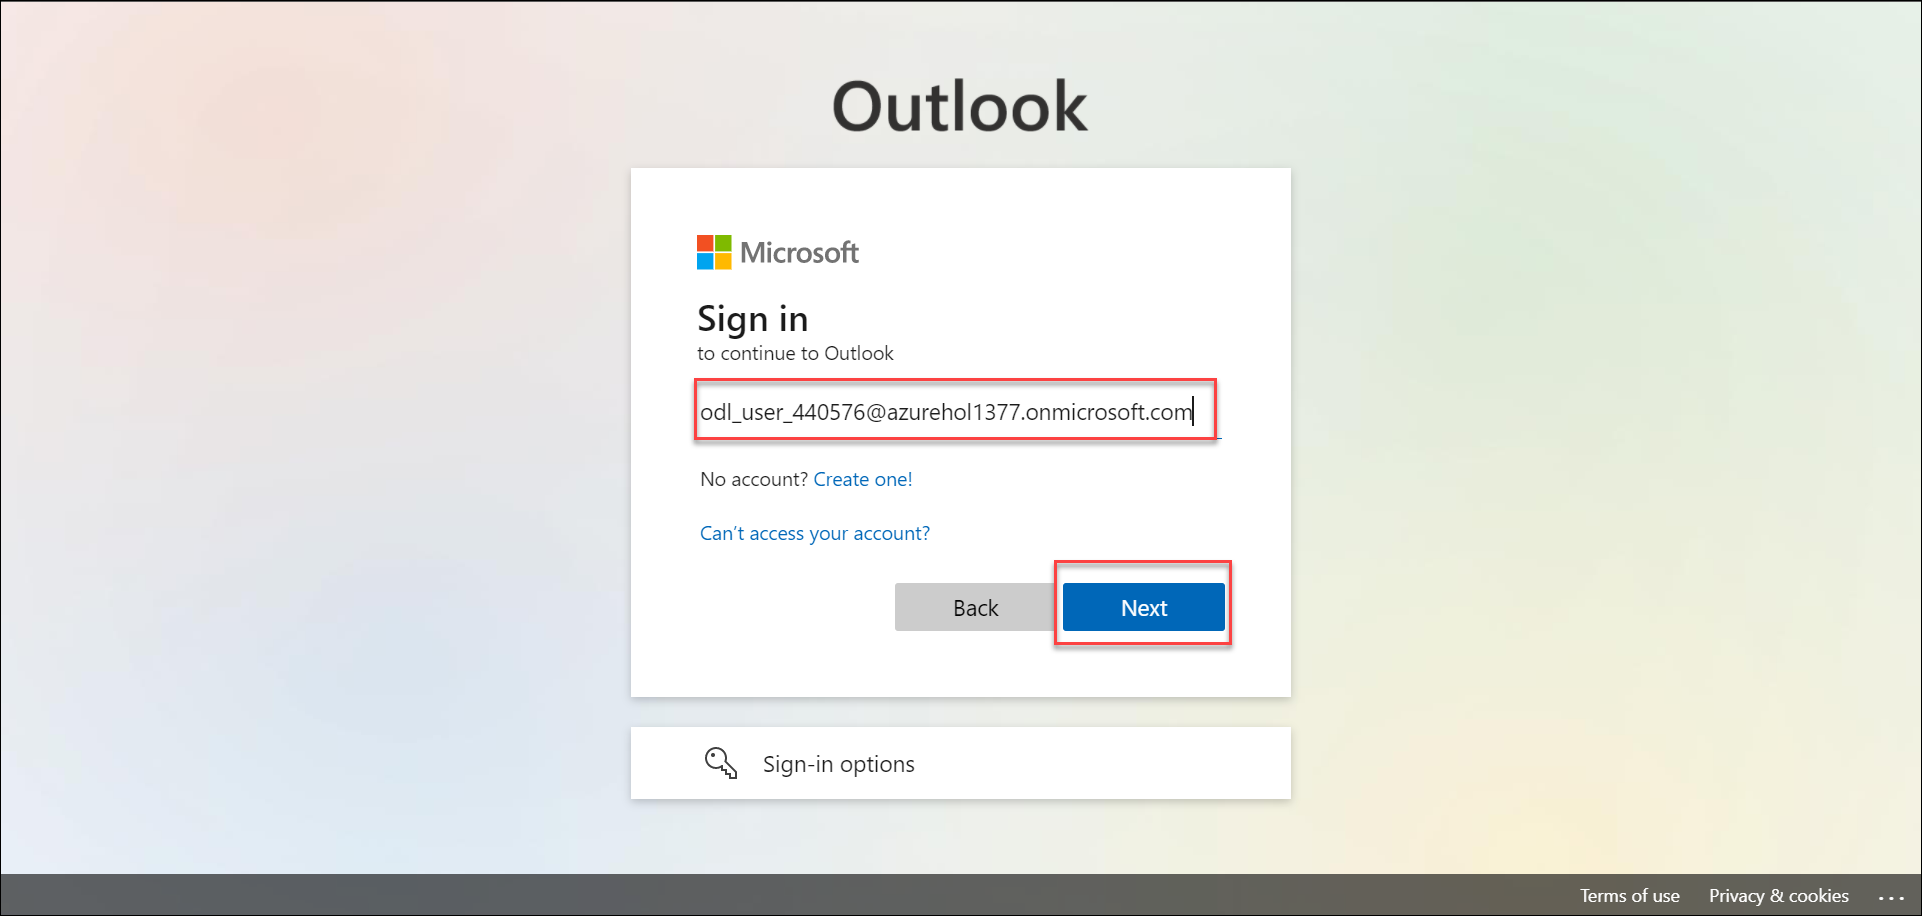 Outlook
Microsoft
Sign in
to continue to Outlook
odl_user_440576@azurehol1377.onmicrosoft.com
No account? Create one!
Can't access your account?
Back Next
Sign-in options
Terms of use Privacy & cookies ...